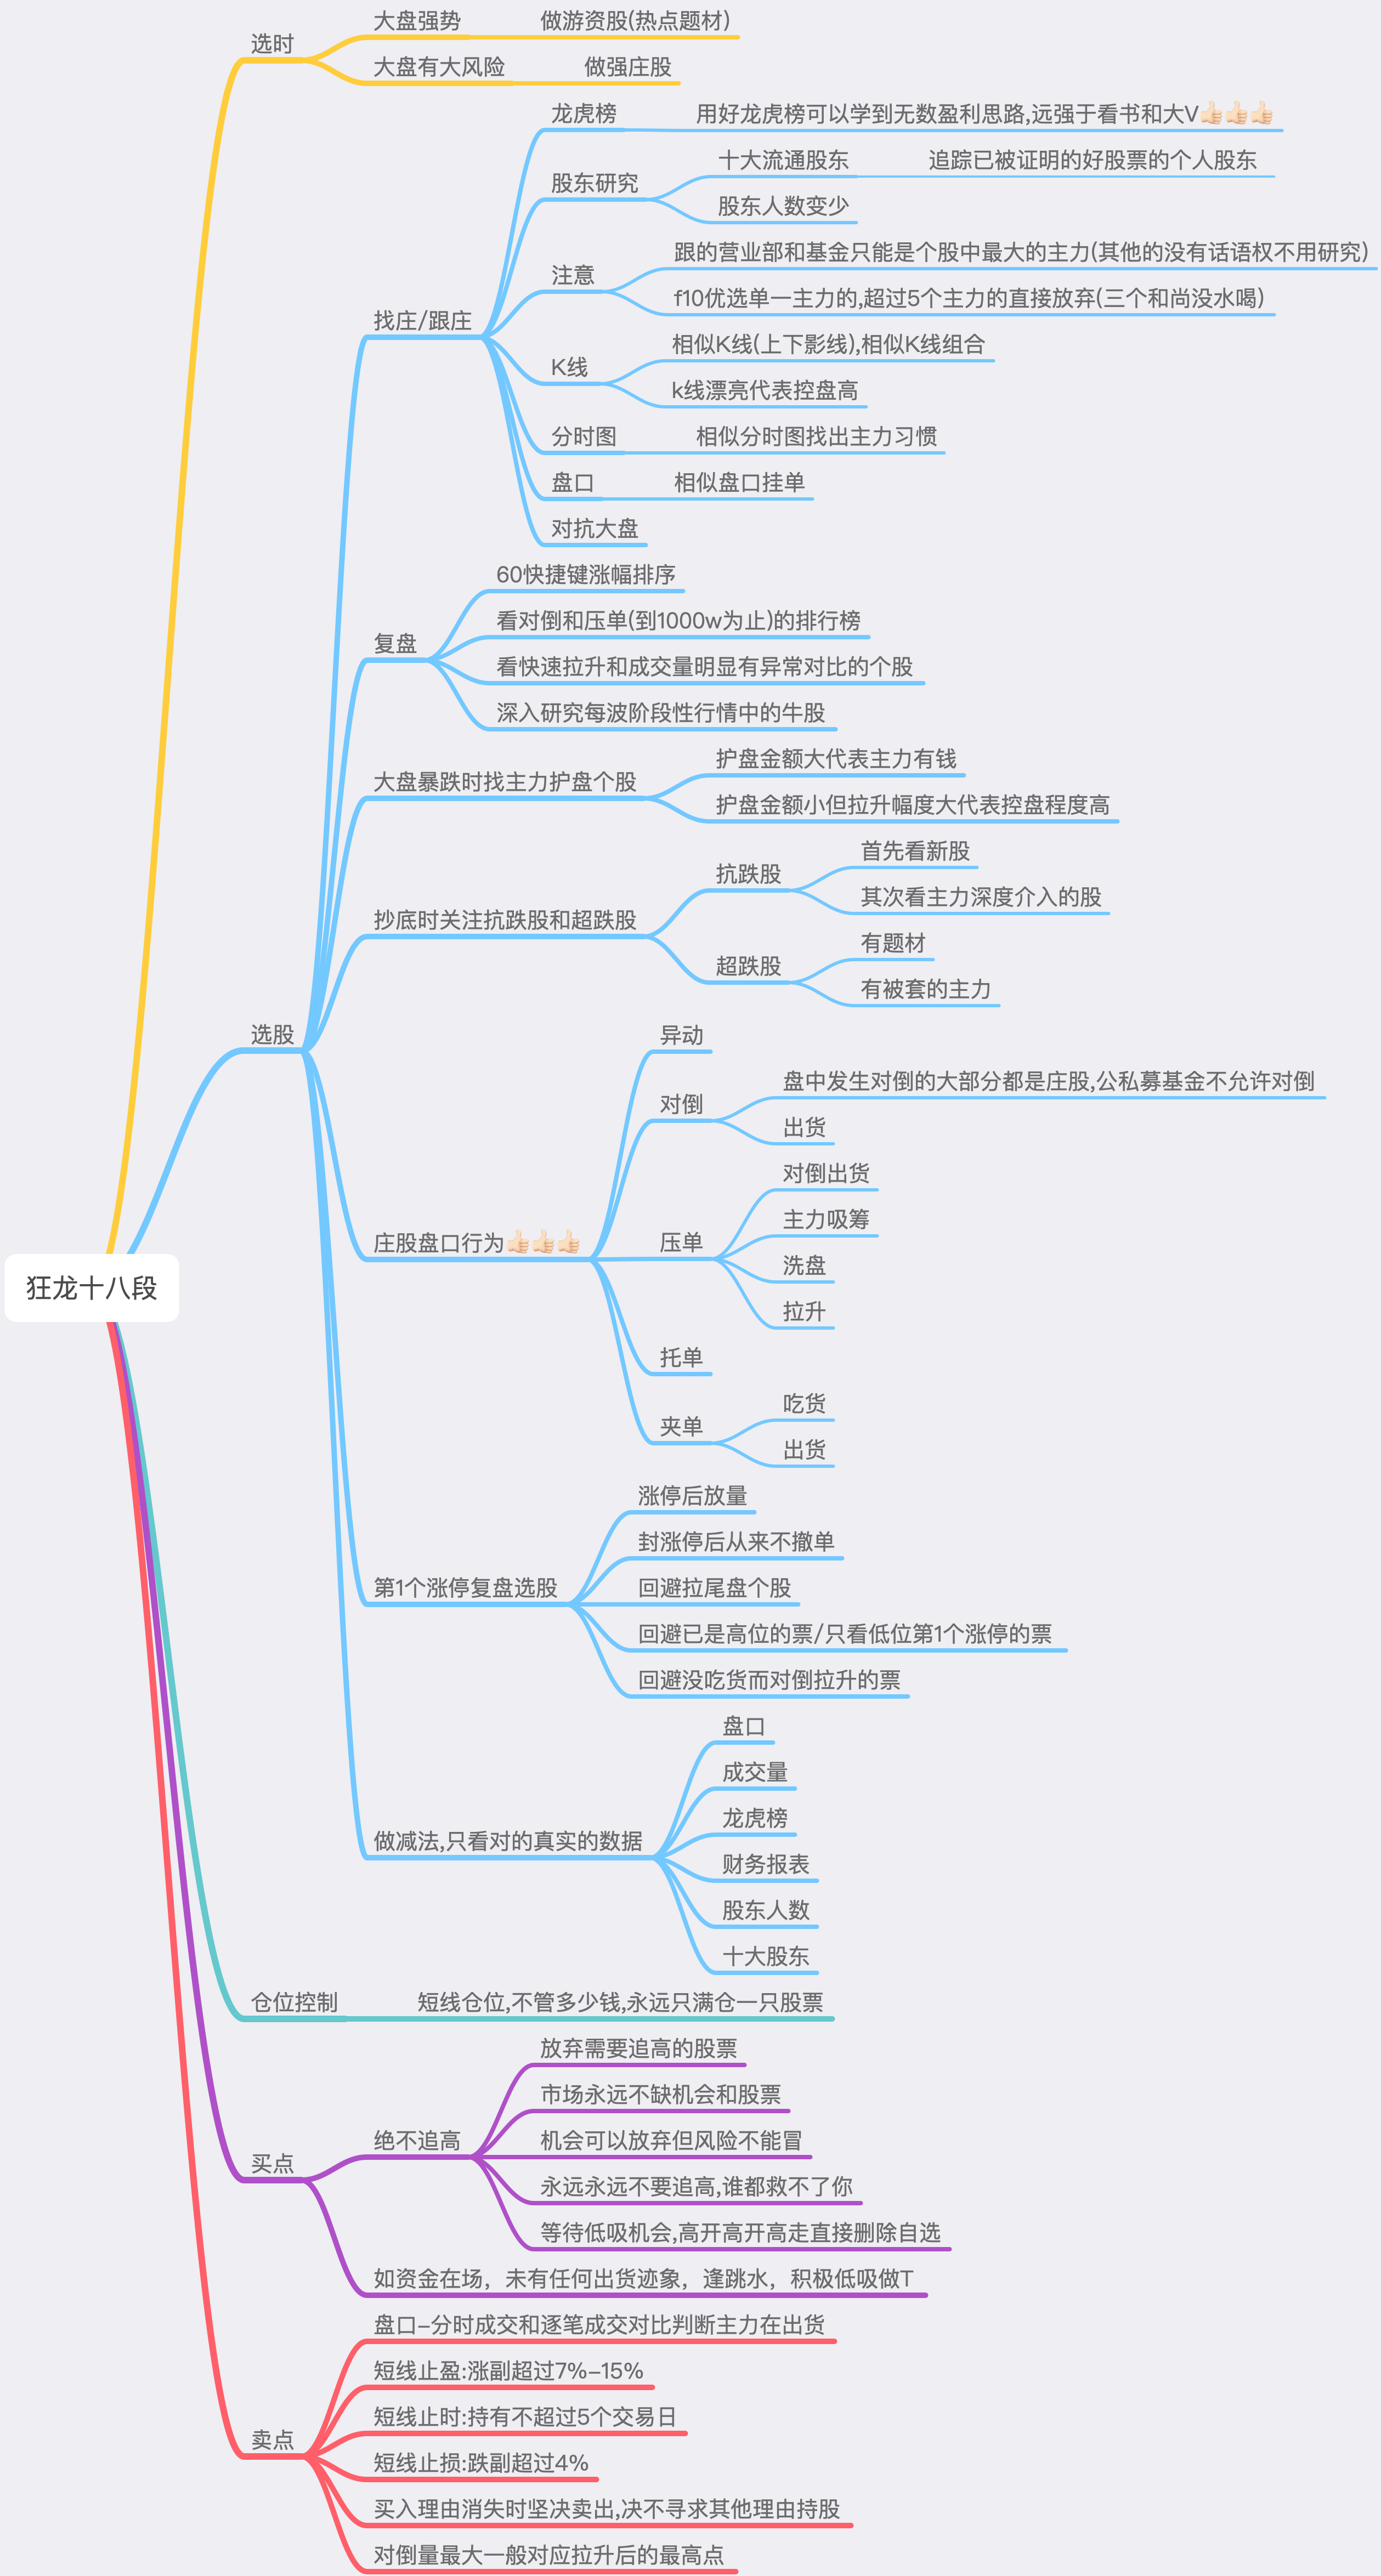 狂龙十八段
选时
大盘强势
做游资股(热点题材)
大盘有大风险
做强庄股
选股
找庄/跟庄
龙虎榜
用好龙虎榜可以学到无数盈利思路,远强于看书和大V👍🏻👍🏻👍🏻
股东研究
十大流通股东
追踪已被证明的好股票的个人股东
股东人数变少
注意
跟的营业部和基金只能是个股中最大的主力(其他的没有话语权不用研究)
f10优选单一主力的,超过5个主力的直接放弃(三个和尚没水喝)
K线
相似K线(上下影线),相似K线组合
k线漂亮代表控盘高
分时图
相似分时图找出主力习惯
盘口
相似盘口挂单
对抗大盘
复盘
60快捷键涨幅排序
看对倒和压单(到1000w为止)的排行榜
看快速拉升和成交量明显有异常对比的个股
深入研究每波阶段性行情中的牛股
大盘暴跌时找主力护盘个股
护盘金额大代表主力有钱
护盘金额小但拉升幅度大代表控盘程度高
抄底时关注抗跌股和超跌股
抗跌股
首先看新股
其次看主力深度介入的股
超跌股
有题材
有被套的主力
庄股盘口行为👍🏻👍🏻👍🏻
异动
对倒
盘中发生对倒的大部分都是庄股,公私募基金不允许对倒
出货
压单
对倒出货
主力吸筹
洗盘
拉升
托单
夹单
吃货
出货
第1个涨停复盘选股
涨停后放量
封涨停后从来不撤单
回避拉尾盘个股
回避已是高位的票/只看低位第1个涨停的票
回避没吃货而对倒拉升的票
做减法,只看对的真实的数据
盘口
成交量
龙虎榜
财务报表
股东人数
十大股东
仓位控制
短线仓位,不管多少钱,永远只满仓一只股票
买点
绝不追高
放弃需要追高的股票
市场永远不缺机会和股票
机会可以放弃但风险不能冒
永远永远不要追高,谁都救不了你
等待低吸机会,高开高开高走直接删除自选
如资金在场，未有任何出货迹象，逢跳水，积极低吸做T
卖点
盘口–分时成交和逐笔成交对比判断主力在出货
短线止盈:涨副超过7%–15%
短线止时:持有不超过5个交易日
短线止损:跌副超过4%
买入理由消失时坚决卖出,决不寻求其他理由持股
对倒量最大一般对应拉升后的最高点